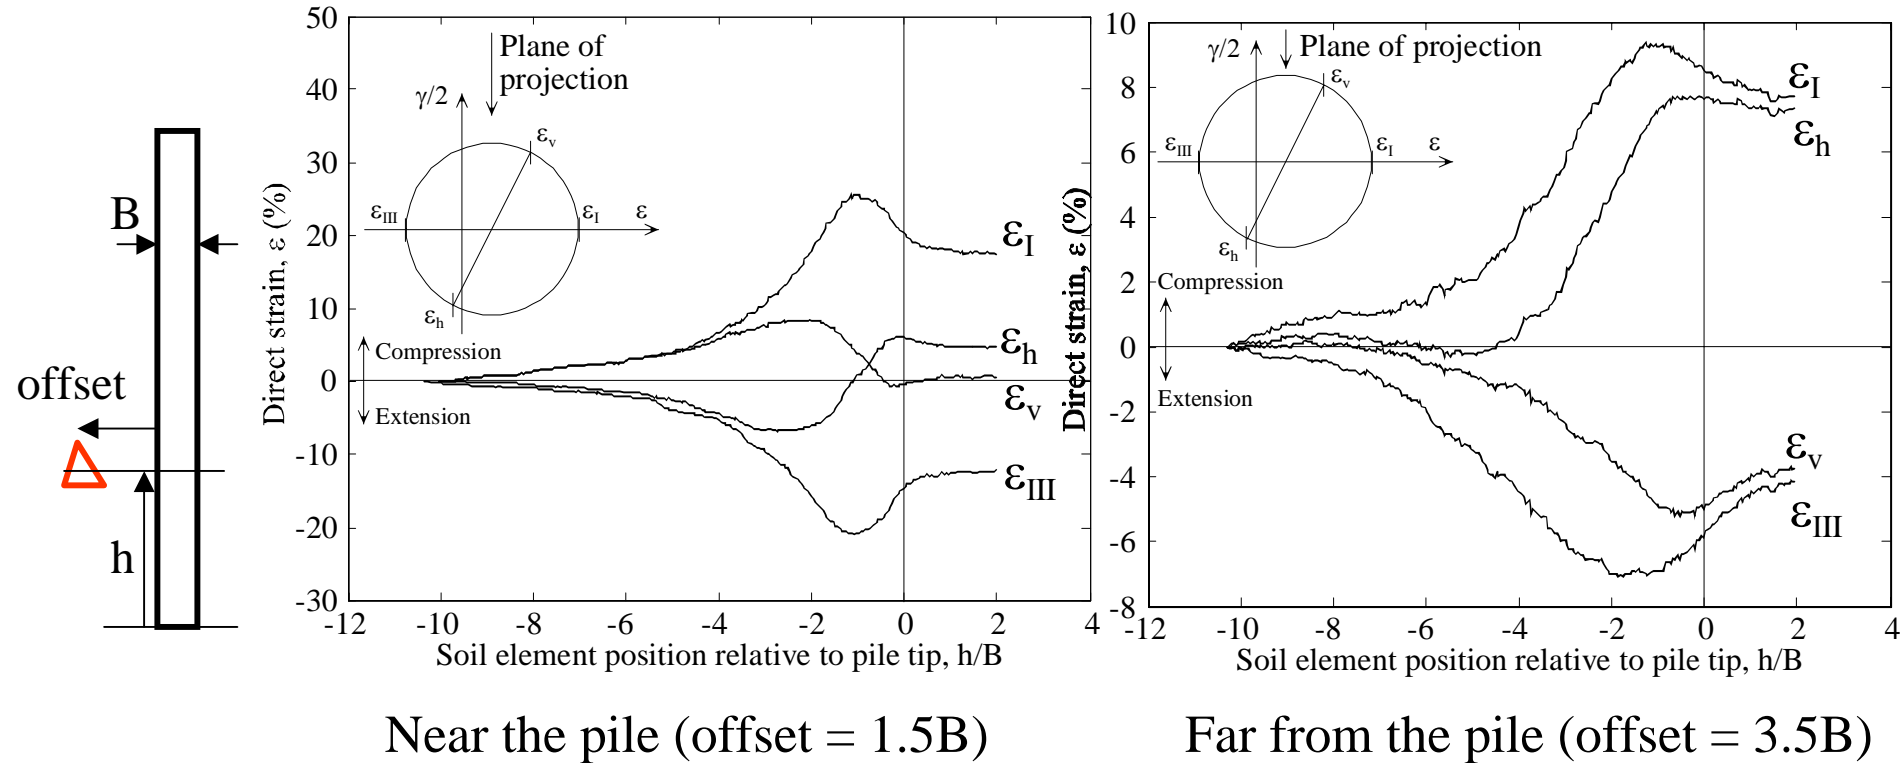 B
offset
h
Plane of
projection
γ/2
εv
εIII
εI
ε
εh
Compression
Extension
εI
εh
εv
εIII
Direct strain, ε (%)
50
40
30
20
10
0
-10
-20
-30
-12 -10 -8 -6 -4 -2 0 2 4
Soil element position relative to pile tip, h/B
Near the pile (offset = 1.5B)
Plane of projection
γ/2
εv
εIII
εI
ε
εh
Compression
Extension
εI
εh
εv
εIII
Direct strain, ε (%)
10
8
6
4
2
0
-2
-4
-6
-8
-12 -10 -8 -6 -4 -2 0 2 4
Soil element position relative to pile tip, h/B
Far from the pile (offset = 3.5B)